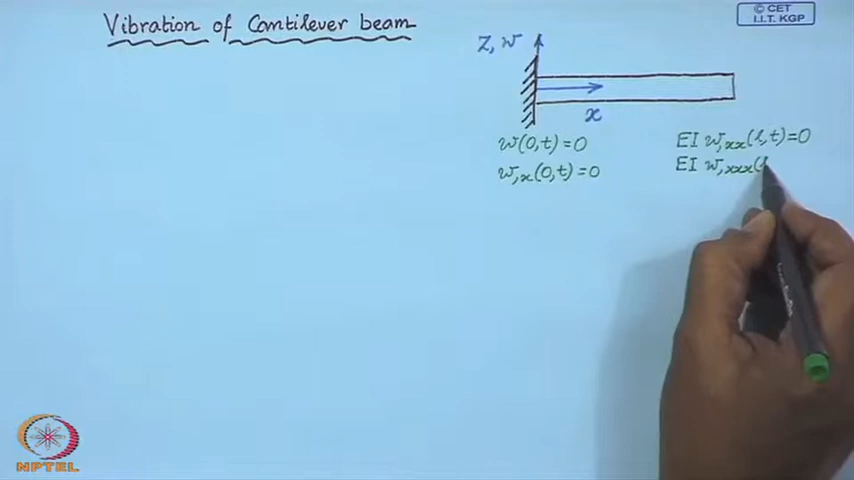 Vibration of Cantilever beam
© CET
I.I.T. KGP
Z, w
x
w(0,t)=0
EI w,xx(l,t)=0
w,x(0,t)=0
EI w,xxx(l
NPTEL